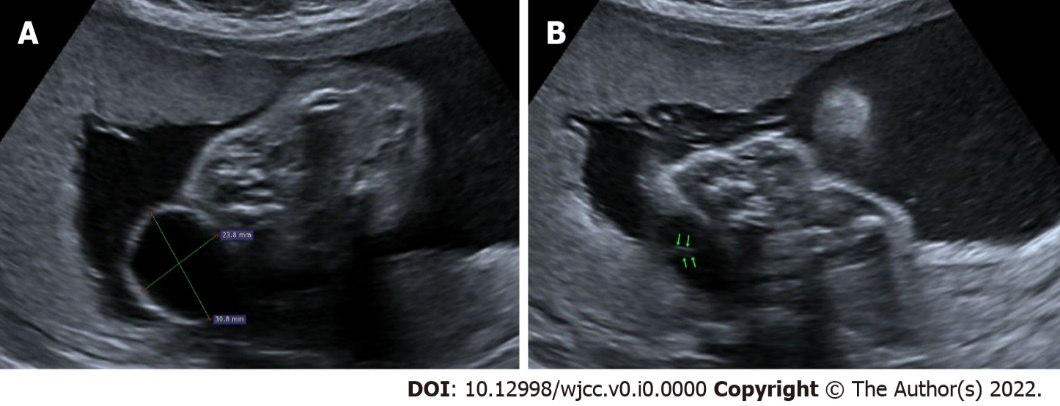 A
B
23.8 mm
30.8 mm
DOI: 10.12998/wjcc.v0.i0.0000 Copyright © The Author(s) 2022.